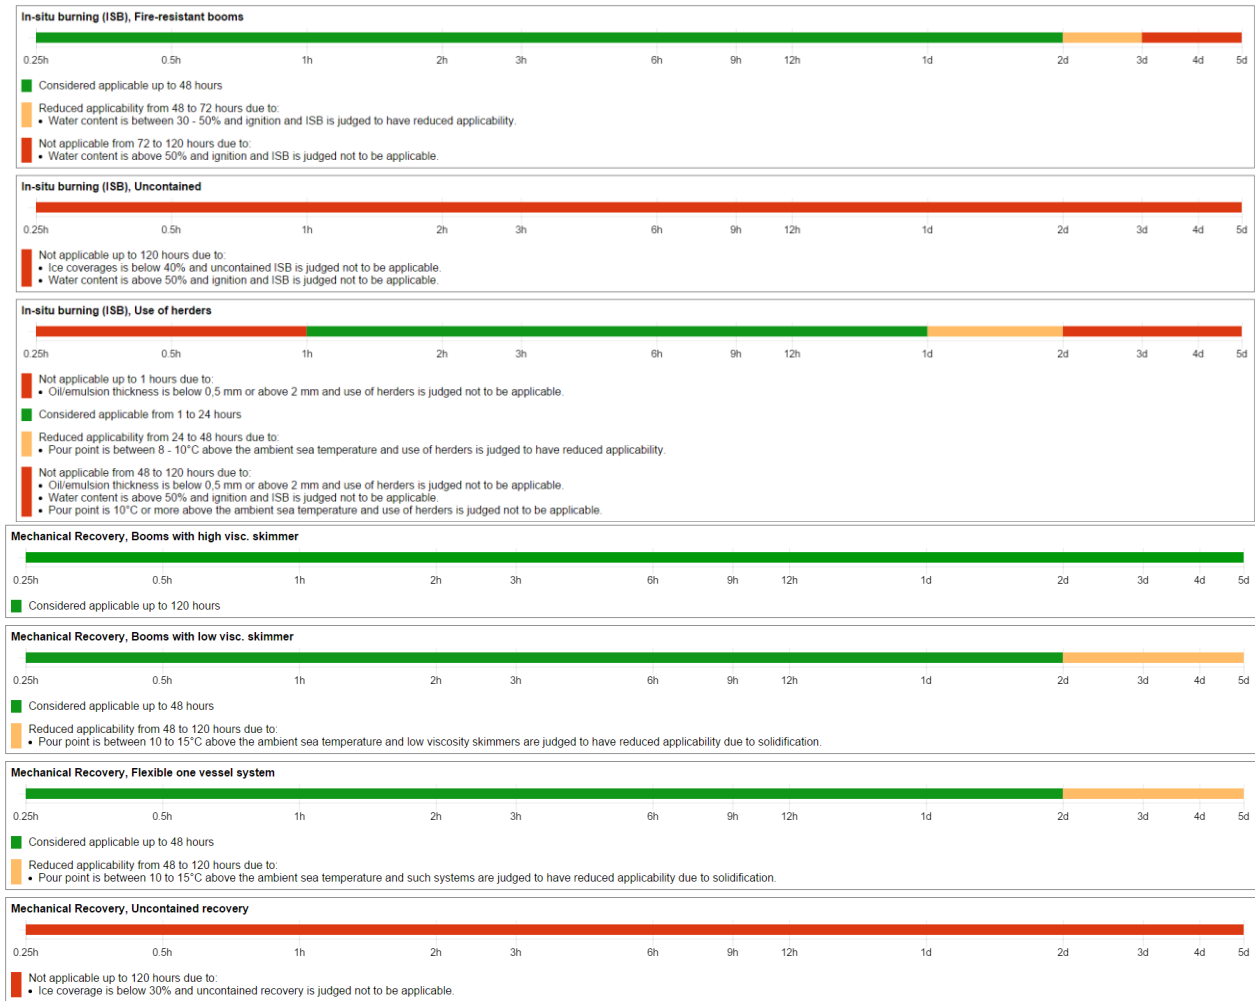 In-situ burning (ISB), Fire-resistant booms
0.25h 0.5h 1h 2h 3h 6h 9h 12h 1d 2d 3d 4d 5d
Considered applicable up to 48 hours
Reduced applicability from 48 to 72 hours due to:
• Water content is between 30 - 50% and ignition and ISB is judged to have reduced applicability.
Not applicable from 72 to 120 hours due to:
• Water content is above 50% and ignition and ISB is judged not to be applicable.
In-situ burning (ISB), Uncontained
0.25h 0.5h 1h 2h 3h 6h 9h 12h 1d 2d 3d 4d 5d
Not applicable up to 120 hours due to:
• Ice coverages is below 40% and uncontained ISB is judged not to be applicable.
• Water content is above 50% and ignition and ISB is judged not to be applicable.
In-situ burning (ISB), Use of herders
0.25h 0.5h 1h 2h 3h 6h 9h 12h 1d 2d 3d 4d 5d
Not applicable up to 1 hours due to:
• Oil/emulsion thickness is below 0,5 mm or above 2 mm and use of herders is judged not to be applicable.
Considered applicable from 1 to 24 hours
Reduced applicability from 24 to 48 hours due to:
• Pour point is between 8 - 10°C above the ambient sea temperature and use of herders is judged to have reduced applicability.
Not applicable from 48 to 120 hours due to:
• Oil/emulsion thickness is below 0,5 mm or above 2 mm and use of herders is judged not to be applicable.
• Water content is above 50% and ignition and ISB is judged not to be applicable.
• Pour point is 10°C or more above the ambient sea temperature and use of herders is judged not to be applicable.
Mechanical Recovery, Booms with high visc. skimmer
0.25h 0.5h 1h 2h 3h 6h 9h 12h 1d 2d 3d 4d 5d
Considered applicable up to 120 hours
Mechanical Recovery, Booms with low visc. skimmer
0.25h 0.5h 1h 2h 3h 6h 9h 12h 1d 2d 3d 4d 5d
Considered applicable up to 48 hours
Reduced applicability from 48 to 120 hours due to:
• Pour point is between 10 to 15°C above the ambient sea temperature and low viscosity skimmers are judged to have reduced applicability due to solidification.
Mechanical Recovery, Flexible one vessel system
0.25h 0.5h 1h 2h 3h 6h 9h 12h 1d 2d 3d 4d 5d
Considered applicable up to 48 hours
Reduced applicability from 48 to 120 hours due to:
• Pour point is between 10 to 15°C above the ambient sea temperature and such systems are judged to have reduced applicability due to solidification.
Mechanical Recovery, Uncontained recovery
0.25h 0.5h 1h 2h 3h 6h 9h 12h 1d 2d 3d 4d 5d
Not applicable up to 120 hours due to:
• Ice coverage is below 30% and uncontained recovery is judged not to be applicable.